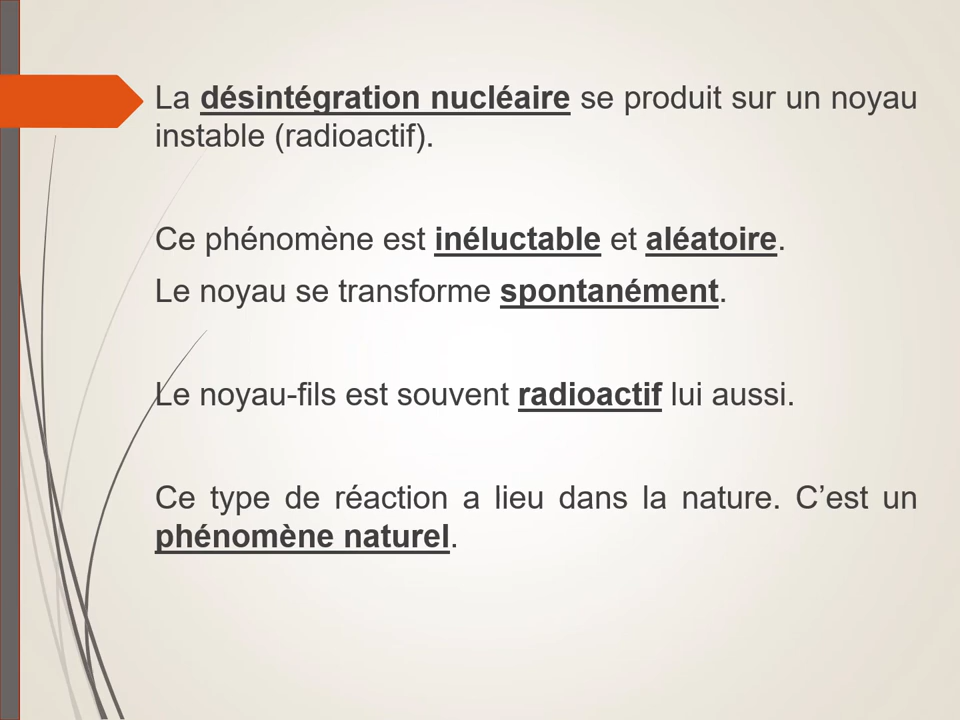 La désintégration nucléaire se produit sur un noyau
instable (radioactif).
Ce phénomène est inéluctable et aléatoire.
Le noyau se transforme spontanément.
Le noyau-fils est souvent radioactif lui aussi.
Ce type de réaction a lieu dans la nature. C’est un
phénomène naturel.